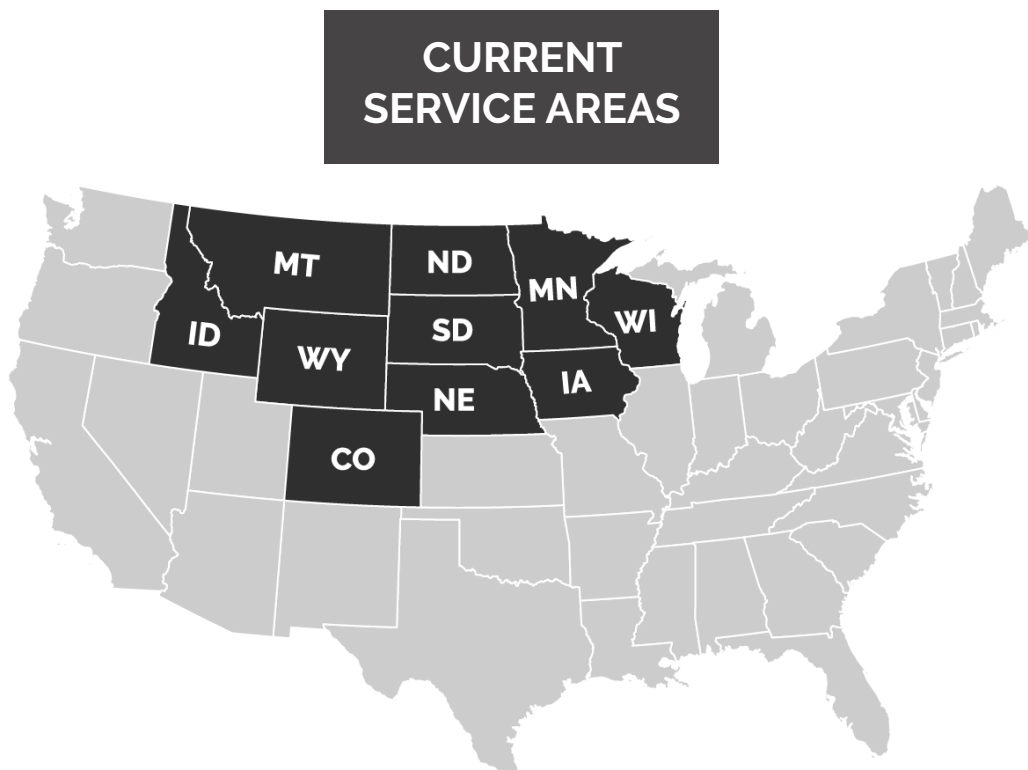 CURRENT
SERVICE AREAS
MT
ND
MN
ID
WY
SD
WI
NE
IA
CO